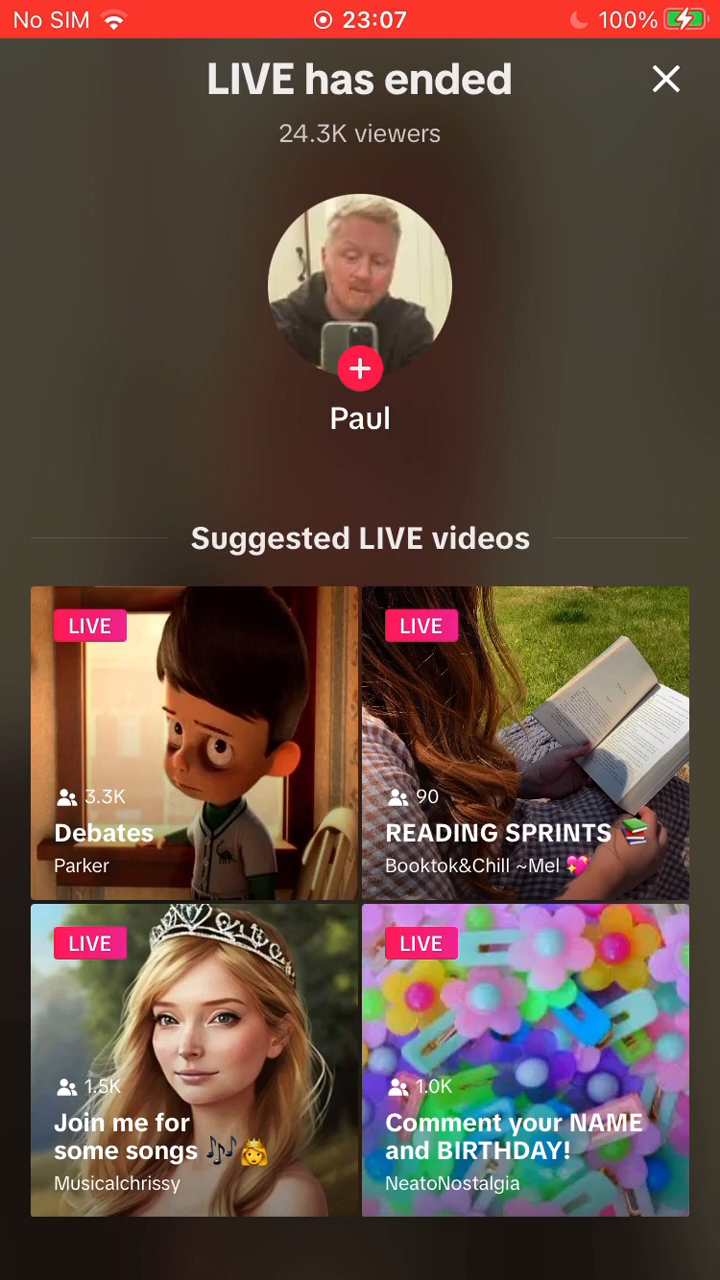 No SIM 23:07 100%
LIVE has ended
24.3K viewers
Paul
Suggested LIVE videos
LIVE
3.3K
Debates
Parker
LIVE
90
READING SPRINTS 📚
Booktok&Chill ~Mel 💖
LIVE
1.5K
Join me for
some songs 🎶👸
Musicalchrissy
LIVE
1.0K
Comment your NAME
and BIRTHDAY!
NeatoNostalgia